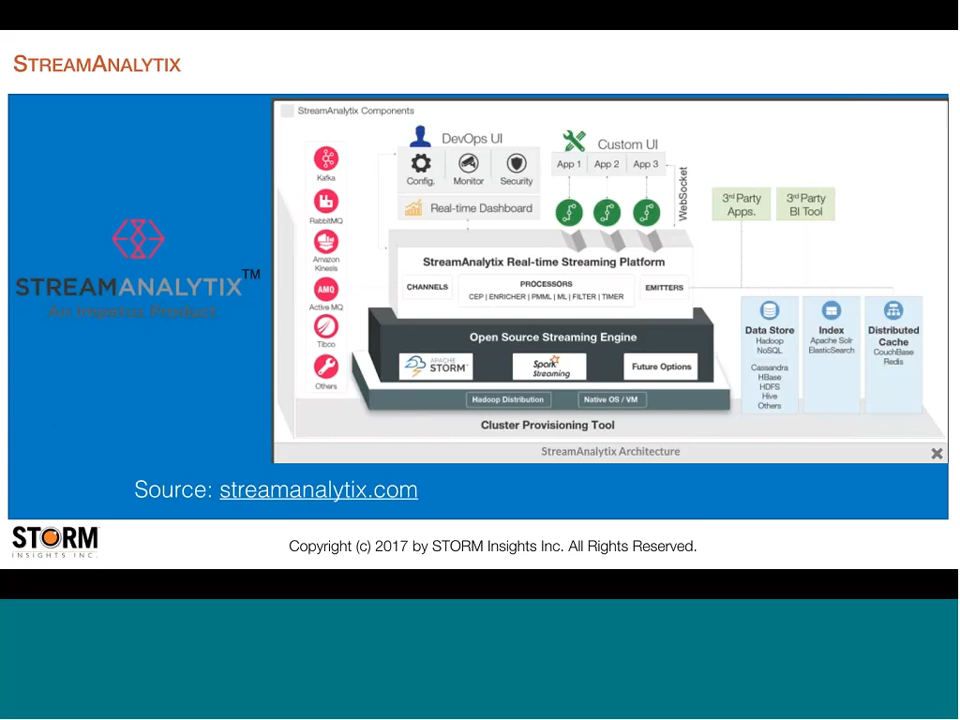 STREAMANALYTIX
StreamAnalytix Components
DevOps UI
Config.
Monitor
Security
Real-time Dashboard
Custom UI
App 1
App 2
App 3
WebSocket
3rd Party
Apps.
3rd Party
BI Tool
Kafka
RabbitMQ
Amazon
Kinesis
AMQ
Active MQ
Tibco
Others
STREAMANALYTIX™
An Impetus Product
StreamAnalytix Real-time Streaming Platform
CHANNELS
PROCESSORS
CEP | ENRICHER | PMML | ML | FILTER | TIMER
EMITTERS
Open Source Streaming Engine
APACHE
STORM
Spark
Streaming
Future Options
Hadoop Distribution
Native OS / VM
Cluster Provisioning Tool
Data Store
Hadoop
NoSQL
Cassandra
HBase
HDFS
Hive
Others
Index
Apache Solr
ElasticSearch
Distributed
Cache
CouchBase
Redis
StreamAnalytix Architecture
Source: streamanalytix.com
STORM
INSIGHTS INC.
Copyright (c) 2017 by STORM Insights Inc. All Rights Reserved.